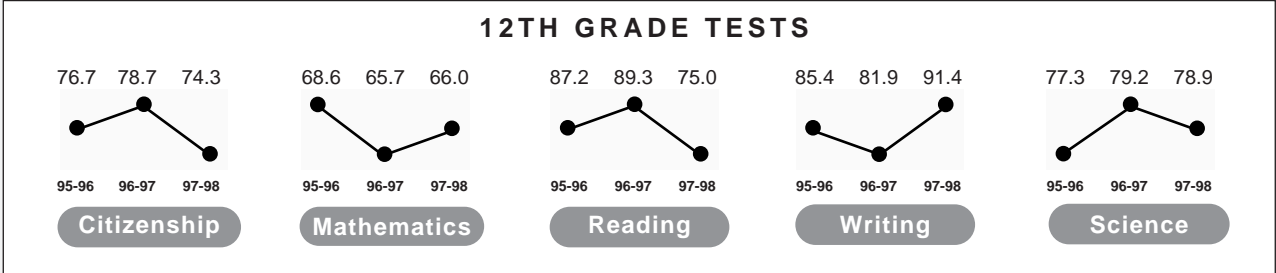 12TH GRADE TESTS
76.7 78.7 74.3
95-96 96-97 97-98
Citizenship
68.6 65.7 66.0
95-96 96-97 97-98
Mathematics
87.2 89.3 75.0
95-96 96-97 97-98
Reading
85.4 81.9 91.4
95-96 96-97 97-98
Writing
77.3 79.2 78.9
95-96 96-97 97-98
Science